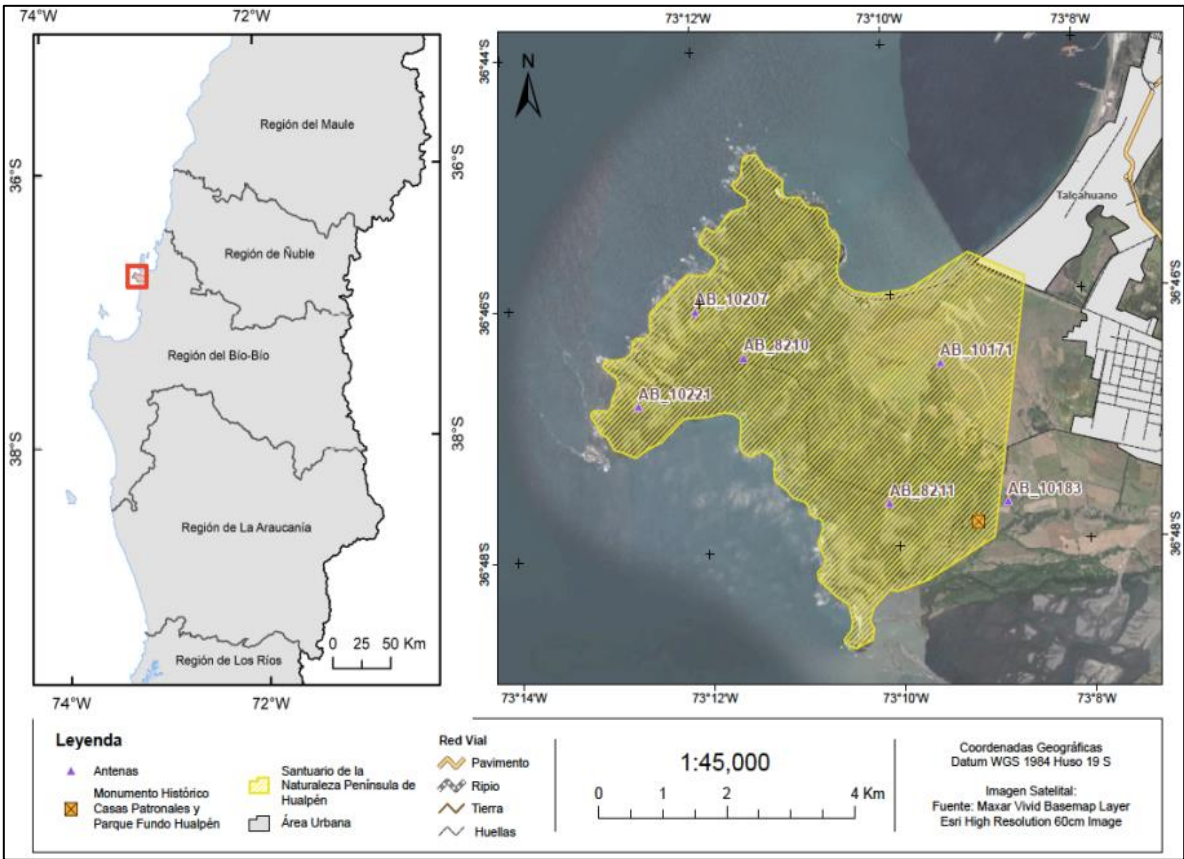 74°W
72°W
36°S
38°S
Región del Maule
Región de Ñuble
Región del Bío-Bío
Región de La Araucanía
Región de Los Ríos
36°S
38°S
0 25 50 Km
74°W
72°W
73°12'W
73°10'W
73°8'W
36°44'S
36°46'S
36°48'S
N
Talcahuano
AB_10207
AB_8210
AB_10171
AB_10221
AB_8211
AB_10183
36°46'S
36°48'S
73°14'W
73°12'W
73°10'W
73°8'W
Leyenda
Antenas
Monumento Histórico
Casas Patronales y
Parque Fundo Hualpén
Santuario de la
Naturaleza Península de
Hualpén
Área Urbana
Red Vial
Pavimento
Ripio
Tierra
Huellas
1:45,000
0 1 2 4 Km
Coordenadas Geográficas
Datum WGS 1984 Huso 19 S
Imagen Satelital:
Fuente: Maxar Vivid Basemap Layer
Esri High Resolution 60cm Image